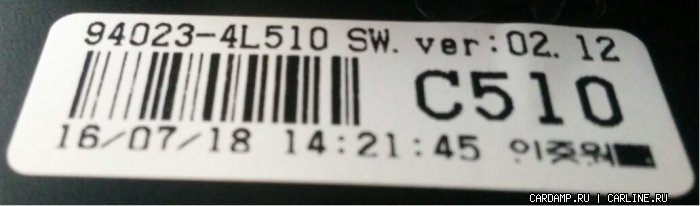 94023-4L510 SW. ver:02.12
C510
16/07/18 14:21:45
CARDAMP.RU | CARLINE.RU